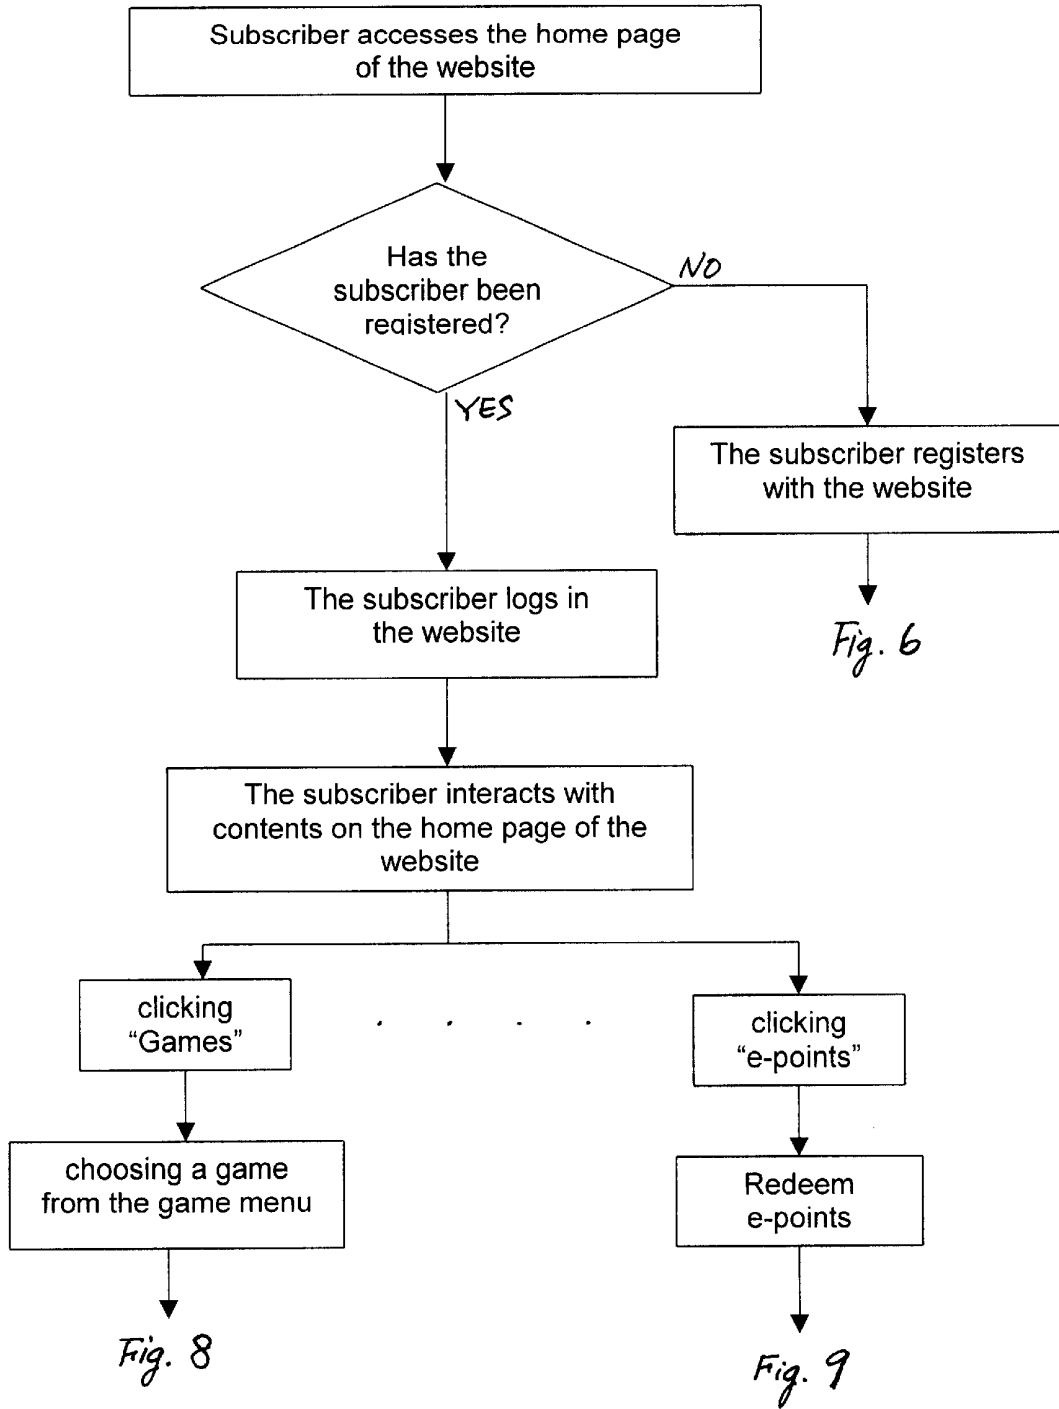 Subscriber accesses the home page
of the website
Has the
subscriber been
registered?
NO
YES
The subscriber registers
with the website
Fig. 6
The subscriber logs in
the website
The subscriber interacts with
contents on the home page of the
website
clicking
“Games”
. . . .
clicking
“e-points”
choosing a game
from the game menu
Redeem
e-points
Fig. 8
Fig. 9